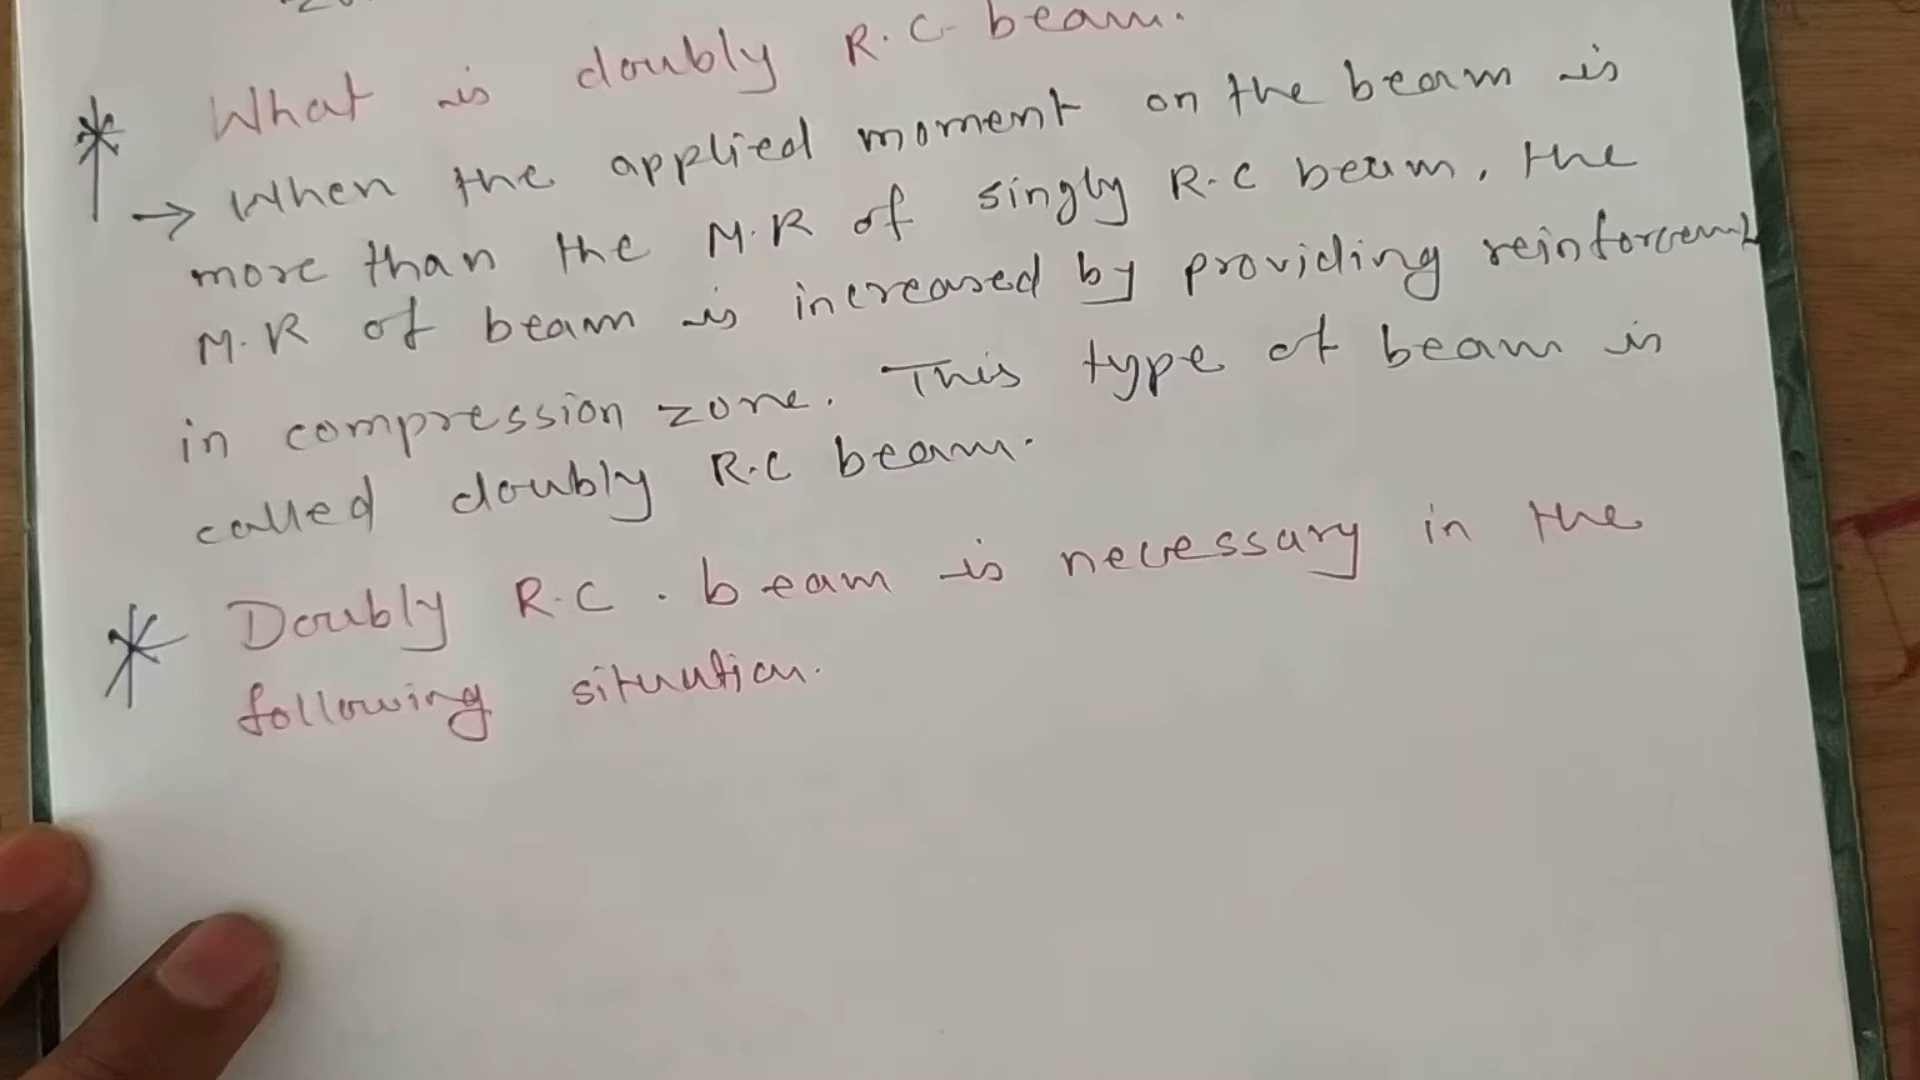 * What is doubly R.C. beam.
→ When the applied moment on the beam is
more than the M.R of singly R.C beam, the
M.R of beam is increased by providing reinforcement
in compression zone. This type of beam is
called doubly R.C beam.
* Doubly R.C. beam is necessary in the
following situation.